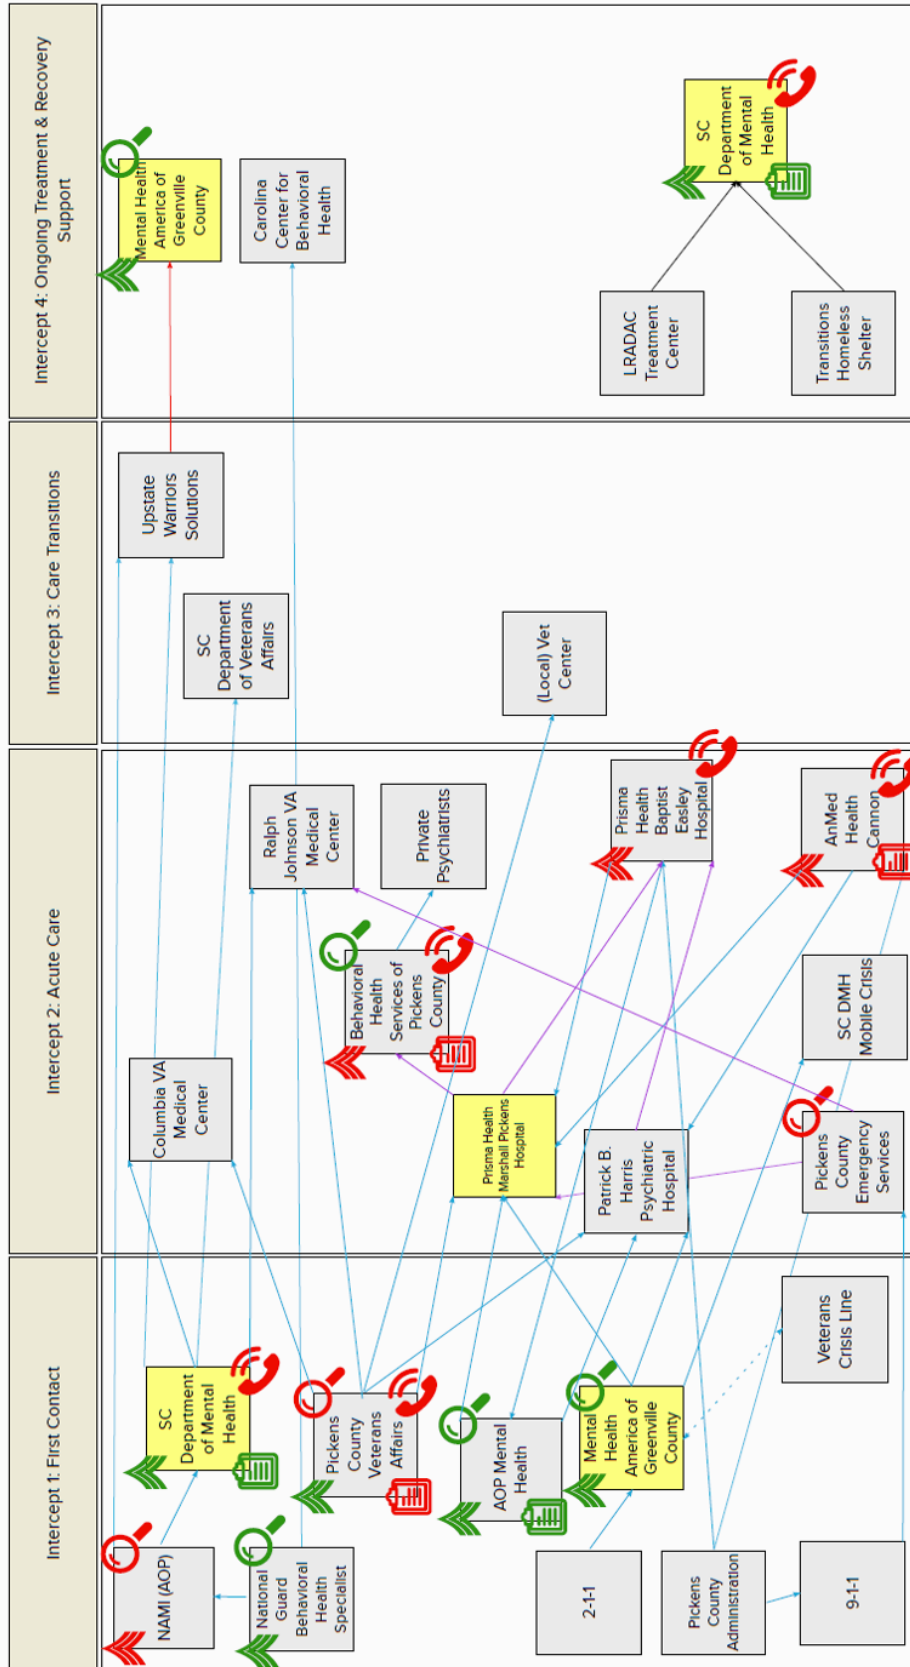 Intercept 1: First Contact
NAMI (AOP)
National
Guard
Behavioral
Health
Specialist
SC
Department
of Mental
Health
Pickens
County
Veterans
Affairs
AOP Mental
Health
2-1-1
Mental
Health
America of
Greenville
County
Pickens
County
Administration
9-1-1
Veterans
Crisis Line
Intercept 2: Acute Care
Columbia VA
Medical
Center
Ralph
Johnson VA
Medical
Center
Behavioral
Health
Services of
Pickens
County
Private
Psychiatrists
Prisma Health
Marshall Pickens
Hospital
Patrick B.
Harris
Psychiatric
Hospital
Prisma
Health
Baptist
Easley
Hospital
Pickens
County
Emergency
Services
SC DMH
Mobile Crisis
AnMed
Health
Cannon
Intercept 3: Care Transitions
Upstate
Warriors
Solutions
SC
Department
of Veterans
Affairs
(Local) Vet
Center
Intercept 4: Ongoing Treatment & Recovery
Support
Mental Health
America of
Greenville
County
Carolina
Center for
Behavioral
Health
LRADAC
Treatment
Center
Transitions
Homeless
Shelter
SC
Department
of Mental
Health